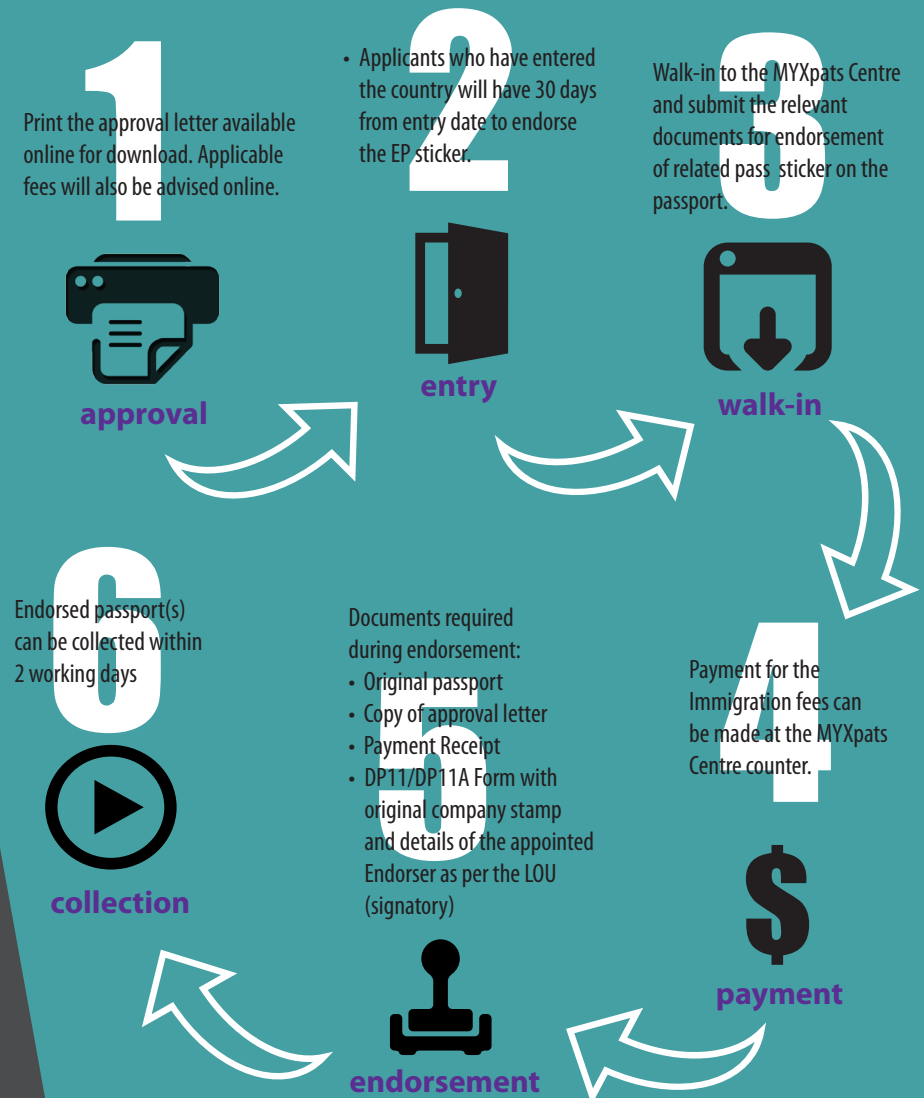 1
Print the approval letter available
online for download. Applicable
fees will also be advised online.
approval
2
• Applicants who have entered
the country will have 30 days
from entry date to endorse
the EP sticker.
entry
3
Walk-in to the MYXpats Centre
and submit the relevant
documents for endorsement
of related pass sticker on the
passport.
walk-in
4
Payment for the
Immigration fees can
be made at the MYXpats
Centre counter.
$
payment
5
Documents required
during endorsement:
• Original passport
• Copy of approval letter
• Payment Receipt
• DP11/DP11A Form with
original company stamp
and details of the appointed
Endorser as per the LOU
(signatory)
endorsement
6
Endorsed passport(s)
can be collected within
2 working days
collection